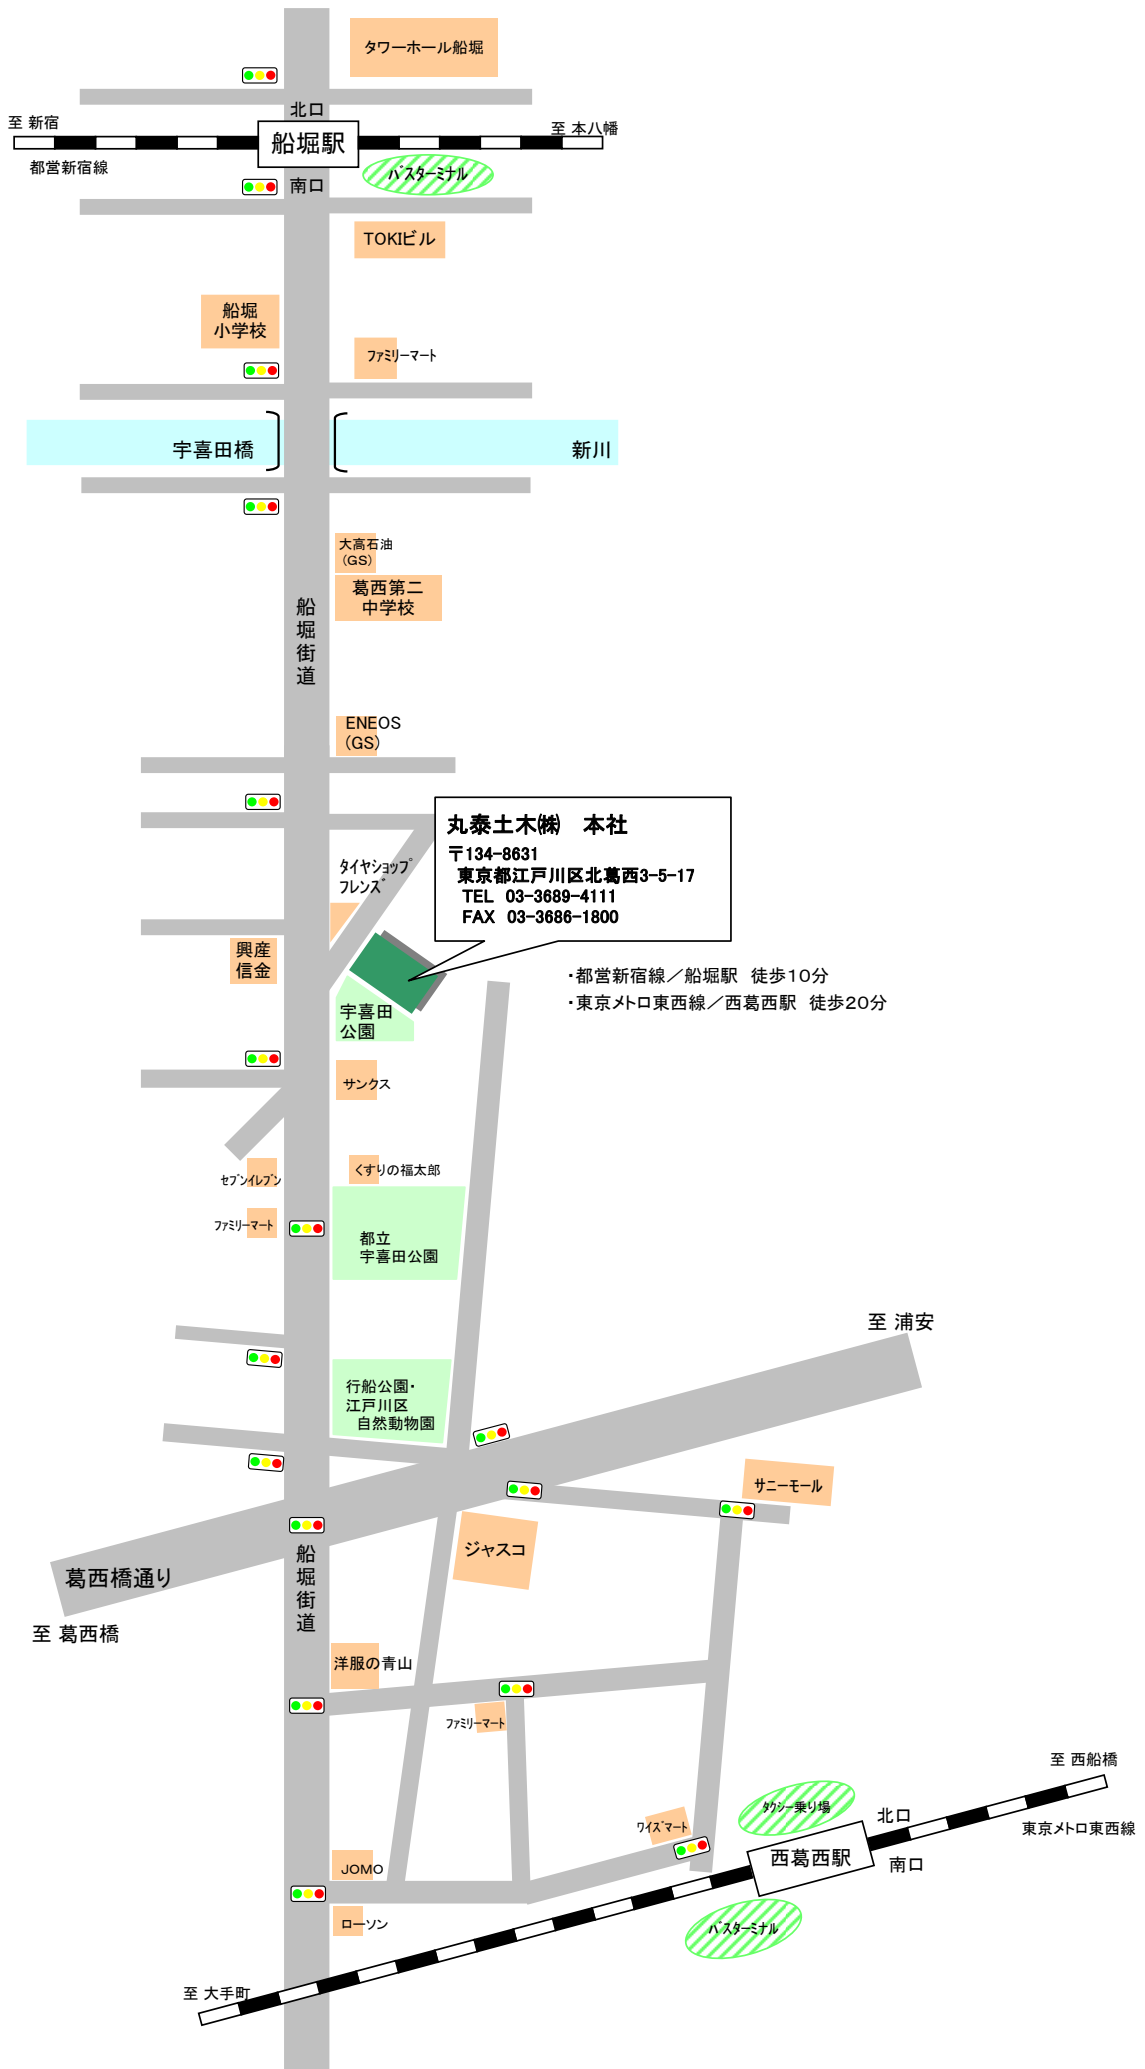 タワーホール船堀
北口
至 新宿
船堀駅
至 本八幡
都営新宿線
バスターミナル
南口
TOKIビル
船堀
小学校
ファミリーマート
宇喜田橋
新川
大高石油
(GS)
葛西第二
中学校
船堀街道
ENEOS
(GS)
丸泰土木㈱ 本社
〒134-8631
東京都江戸川区北葛西3-5-17
TEL 03-3689-4111
FAX 03-3686-1800
タイヤショップ
フレンズ
興産
信金
・都営新宿線／船堀駅 徒歩10分
・東京メトロ東西線／西葛西駅 徒歩20分
宇喜田
公園
サンクス
セブンイレブン
くすりの福太郎
ファミリーマート
都立
宇喜田公園
至 浦安
行船公園・
江戸川区
自然動物園
サニーモール
ジャスコ
葛西橋通り
船堀街道
至 葛西橋
洋服の青山
ファミリーマート
至 西船橋
タクシー乗り場
北口
ワイズマート
東京メトロ東西線
西葛西駅
南口
JOMO
ローソン
バスターミナル
至 大手町